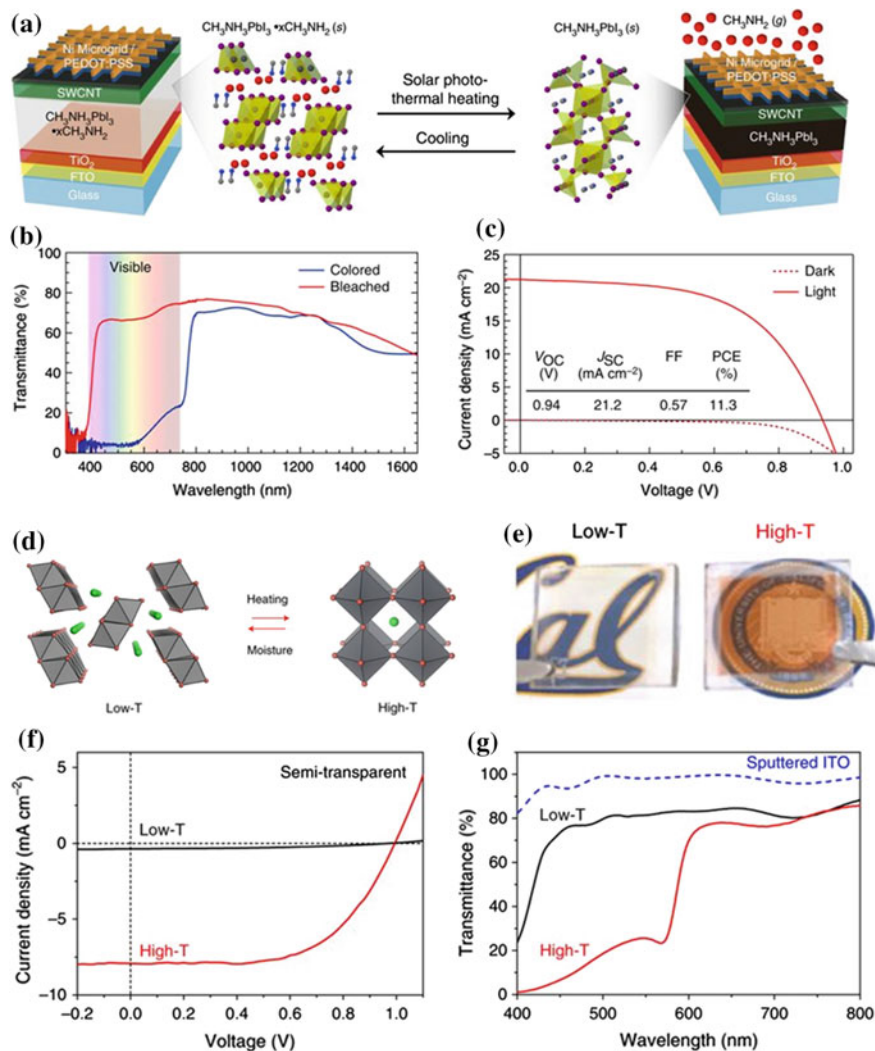 (a)
CH₃NH₃PbI₃ •xCH₃NH₂ (s)
CH₃NH₃PbI₃ (s)
CH₃NH₂ (g)
Ni Microgrid /
PEDOT:PSS
SWCNT
CH₃NH₃PbI₃
•xCH₃NH₂
TiO₂
FTO
Glass
Solar photo-
thermal heating
Cooling
Ni Microgrid /
PEDOT:PSS
SWCNT
CH₃NH₃PbI₃
TiO₂
FTO
Glass
(b)
Visible
Colored
Bleached
Transmittance (%)
100
80
60
40
20
0
400 600 800 1000 1200 1400 1600
Wavelength (nm)
(c)
Dark
Light
Current density (mA cm⁻²)
25
20
15
10
5
0
−5
V_OC J_SC FF PCE
(V) (mA cm⁻²) (%)
0.94 21.2 0.57 11.3
0.0 0.2 0.4 0.6 0.8 1.0
Voltage (V)
(d)
Heating
Moisture
Low-T
High-T
(e)
Low-T
High-T
Cal
(f)
Semi-transparent
Low-T
High-T
Current density (mA cm⁻²)
5
0
−5
−10
−0.2 0.0 0.2 0.4 0.6 0.8 1.0
Voltage (V)
(g)
Sputtered ITO
Low-T
High-T
Transmittance (%)
100
80
60
40
20
0
400 500 600 700 800
Wavelength (nm)